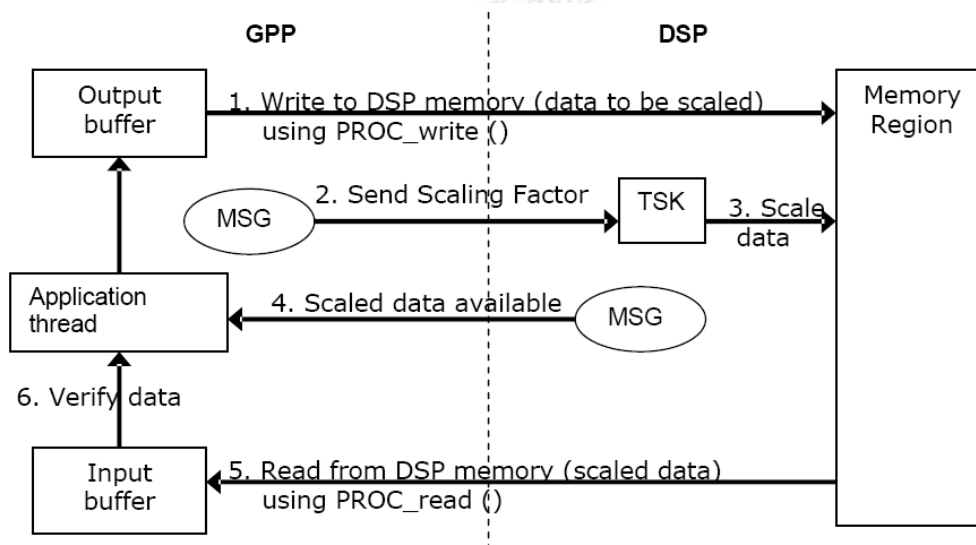 GPP
DSP
Output
buffer
1. Write to DSP memory (data to be scaled)
using PROC_write ()
Memory
Region
MSG
2. Send Scaling Factor
TSK
3. Scale
data
Application
thread
4. Scaled data available
MSG
6. Verify data
Input
buffer
5. Read from DSP memory (scaled data)
using PROC_read ()